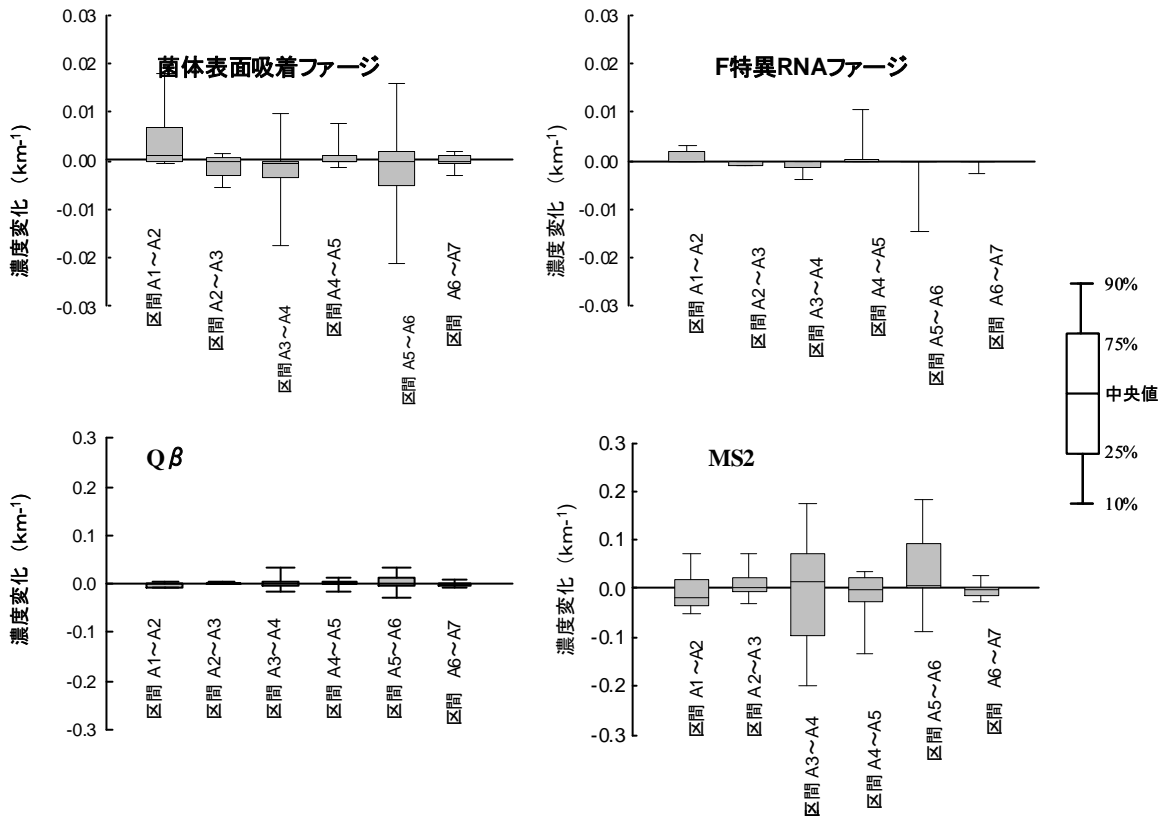 菌体表面吸着ファージ
濃度変化 (km-1)
0.03
0.02
0.01
0.00
-0.01
-0.02
-0.03
区間 A1～A2
区間 A2～A3
区間 A3～A4
区間 A4～A5
区間 A5～A6
区間 A6～A7
F特異RNAファージ
濃度変化 (km-1)
0.03
0.02
0.01
0.00
-0.01
-0.02
-0.03
区間 A1～A2
区間 A2～A3
区間 A3～A4
区間 A4～A5
区間 A5～A6
区間 A6～A7
90%
75%
中央値
25%
10%
Qβ
濃度変化 (km-1)
0.3
0.2
0.1
0.0
-0.1
-0.2
-0.3
区間 A1～A2
区間 A2～A3
区間 A3～A4
区間 A4～A5
区間 A5～A6
区間 A6～A7
MS2
濃度変化 (km-1)
0.3
0.2
0.1
0.0
-0.1
-0.2
-0.3
区間 A1～A2
区間 A2～A3
区間 A3～A4
区間 A4～A5
区間 A5～A6
区間 A6～A7